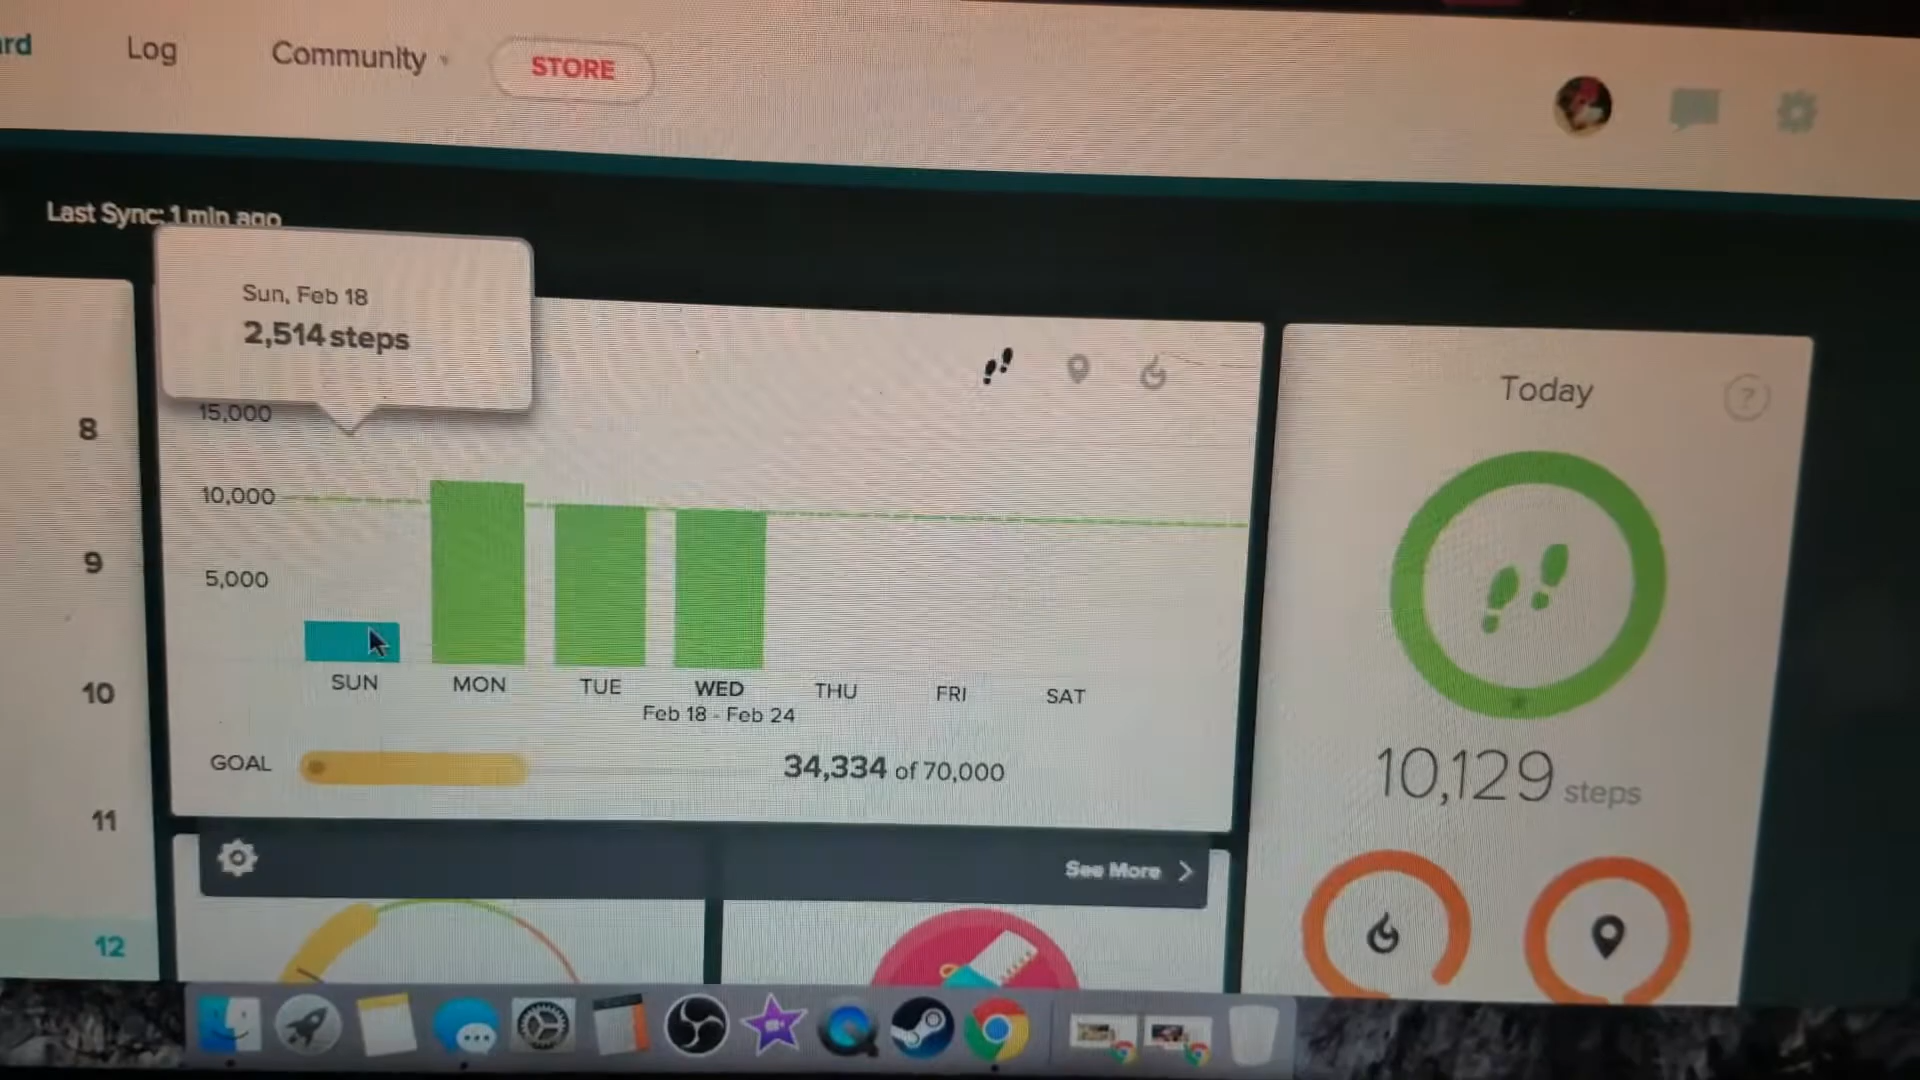 Log
Community
STORE
Last Sync: 1 min ago
Sun, Feb 18
2,514 steps
15,000
10,000
5,000
SUN MON TUE WED THU FRI SAT
Feb 18 - Feb 24
GOAL
34,334 of 70,000
8
9
10
11
12
See More
Today
?
10,129 steps